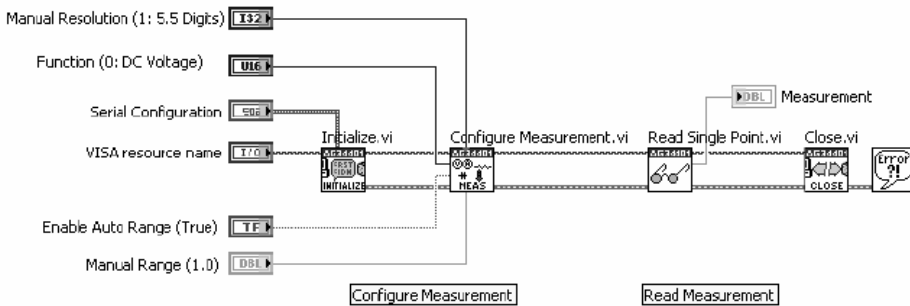 Manual Resolution (1: 5.5 Digits)
I32
Function (0: DC Voltage)
U16
Serial Configuration
VISA resource name
I/O
Initialize.vi
INITIALIZE
Configure Measurement.vi
MEAS
Read Single Point.vi
DBL
Measurement
Close.vi
CLOSE
Error
?!
Enable Auto Range (True)
TF
Manual Range (1.0)
DBL
Configure Measurement
Read Measurement